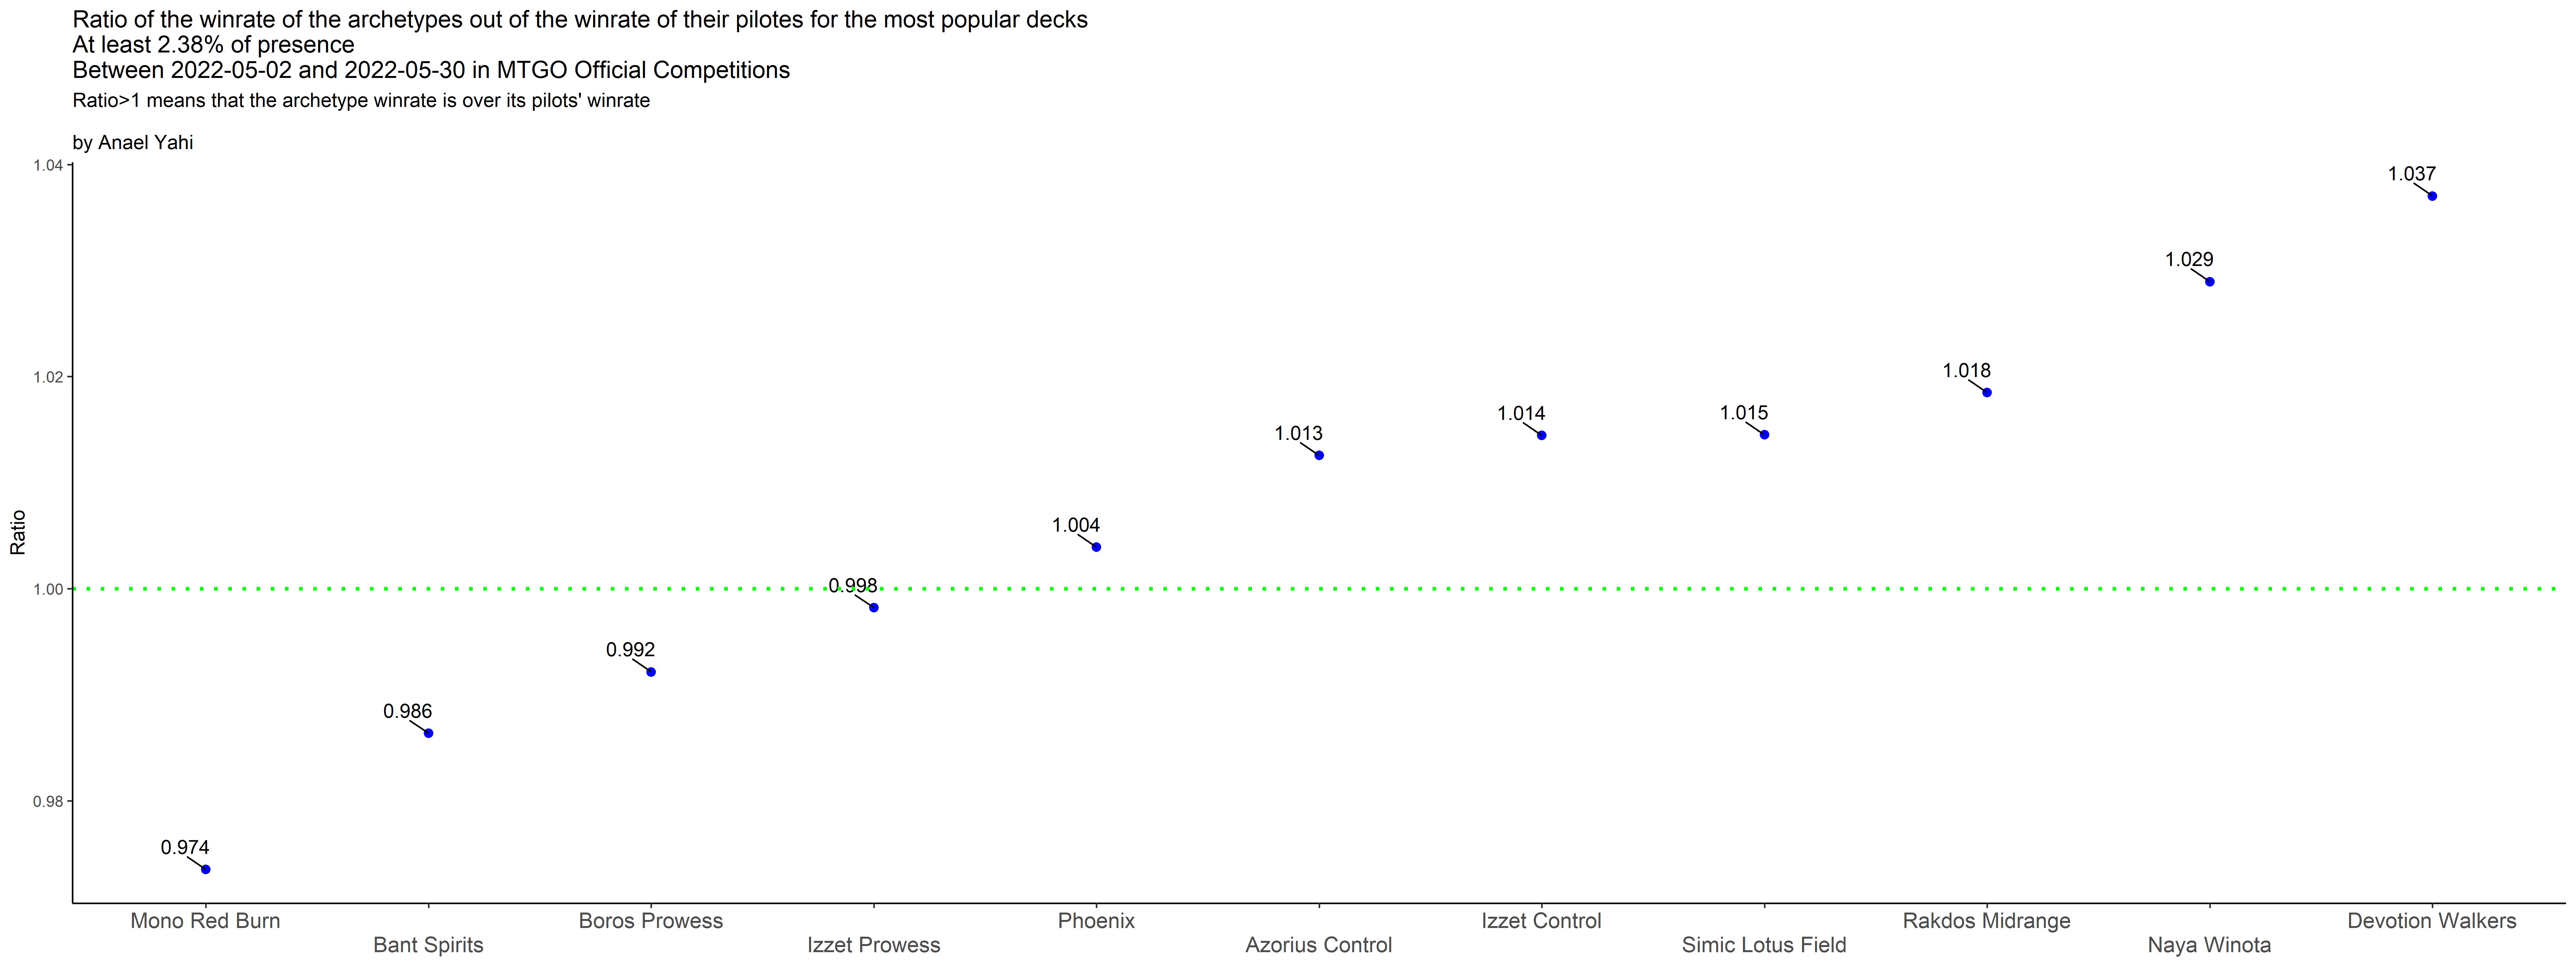 Ratio of the winrate of the archetypes out of the winrate of their pilotes for the most popular decks
At least 2.38% of presence
Between 2022-05-02 and 2022-05-30 in MTGO Official Competitions
Ratio>1 means that the archetype winrate is over its pilots' winrate
by Anael Yahi
1.04
1.02
1.00
0.98
Ratio
0.974
0.986
0.992
0.998
1.004
1.013
1.014
1.015
1.018
1.029
1.037
Mono Red Burn
Bant Spirits
Boros Prowess
Izzet Prowess
Phoenix
Azorius Control
Izzet Control
Simic Lotus Field
Rakdos Midrange
Naya Winota
Devotion Walkers